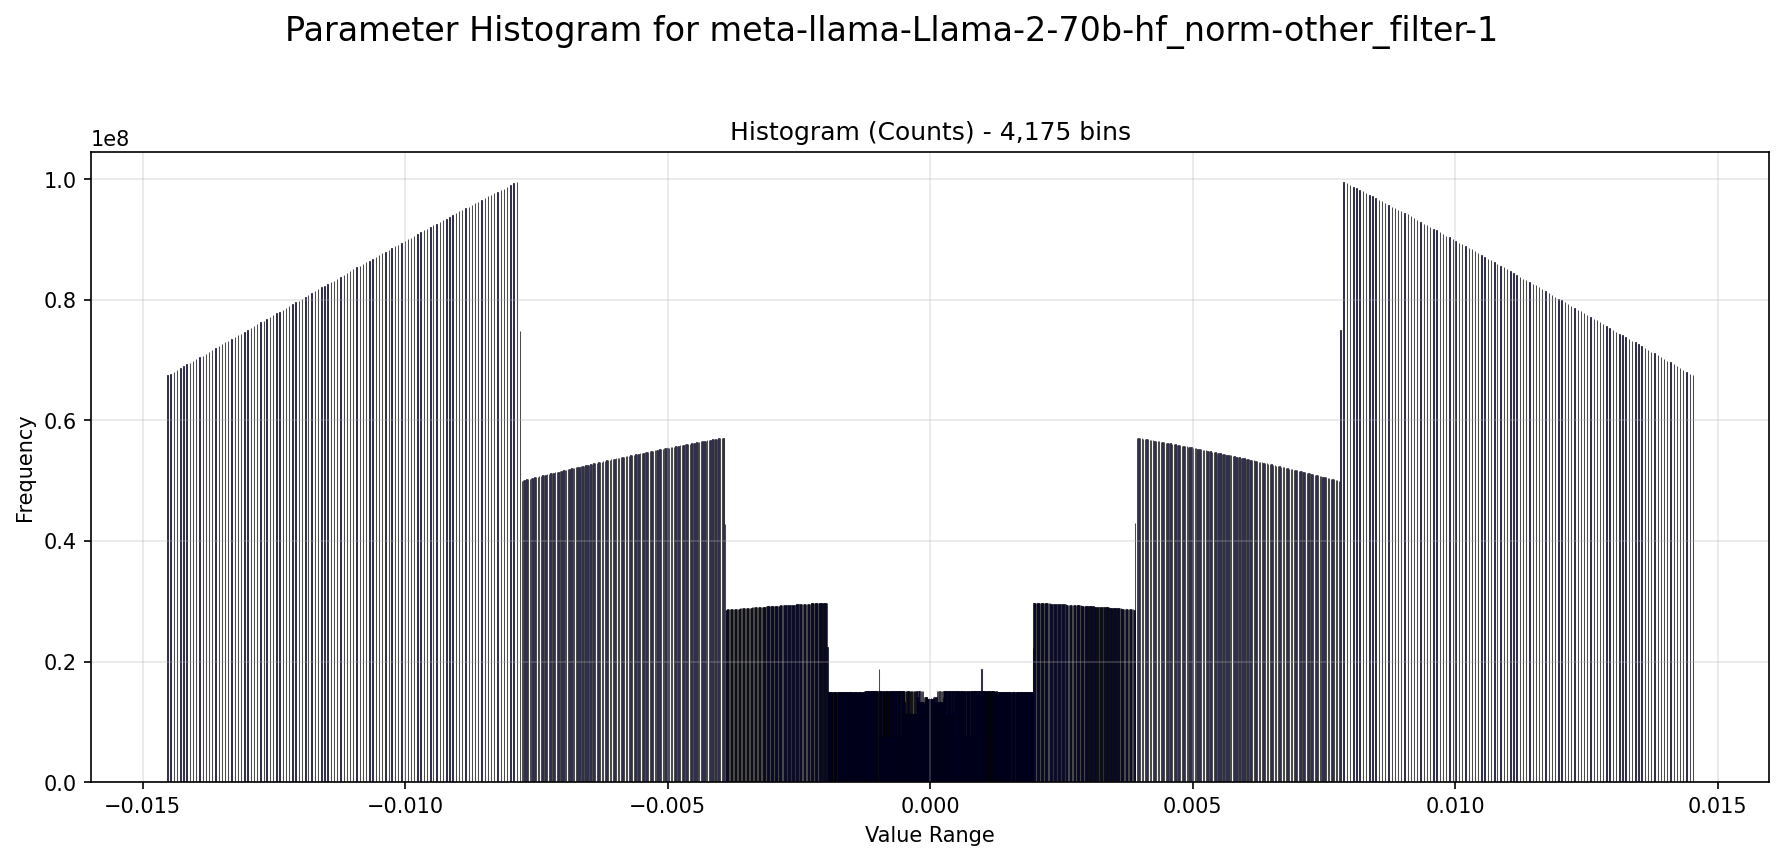 Parameter Histogram for meta-llama-Llama-2-70b-hf_norm-other_filter-1
Histogram (Counts) - 4,175 bins
1e8
1.0
0.8
0.6
0.4
0.2
0.0
Frequency
−0.015 −0.010 −0.005 0.000 0.005 0.010 0.015
Value Range